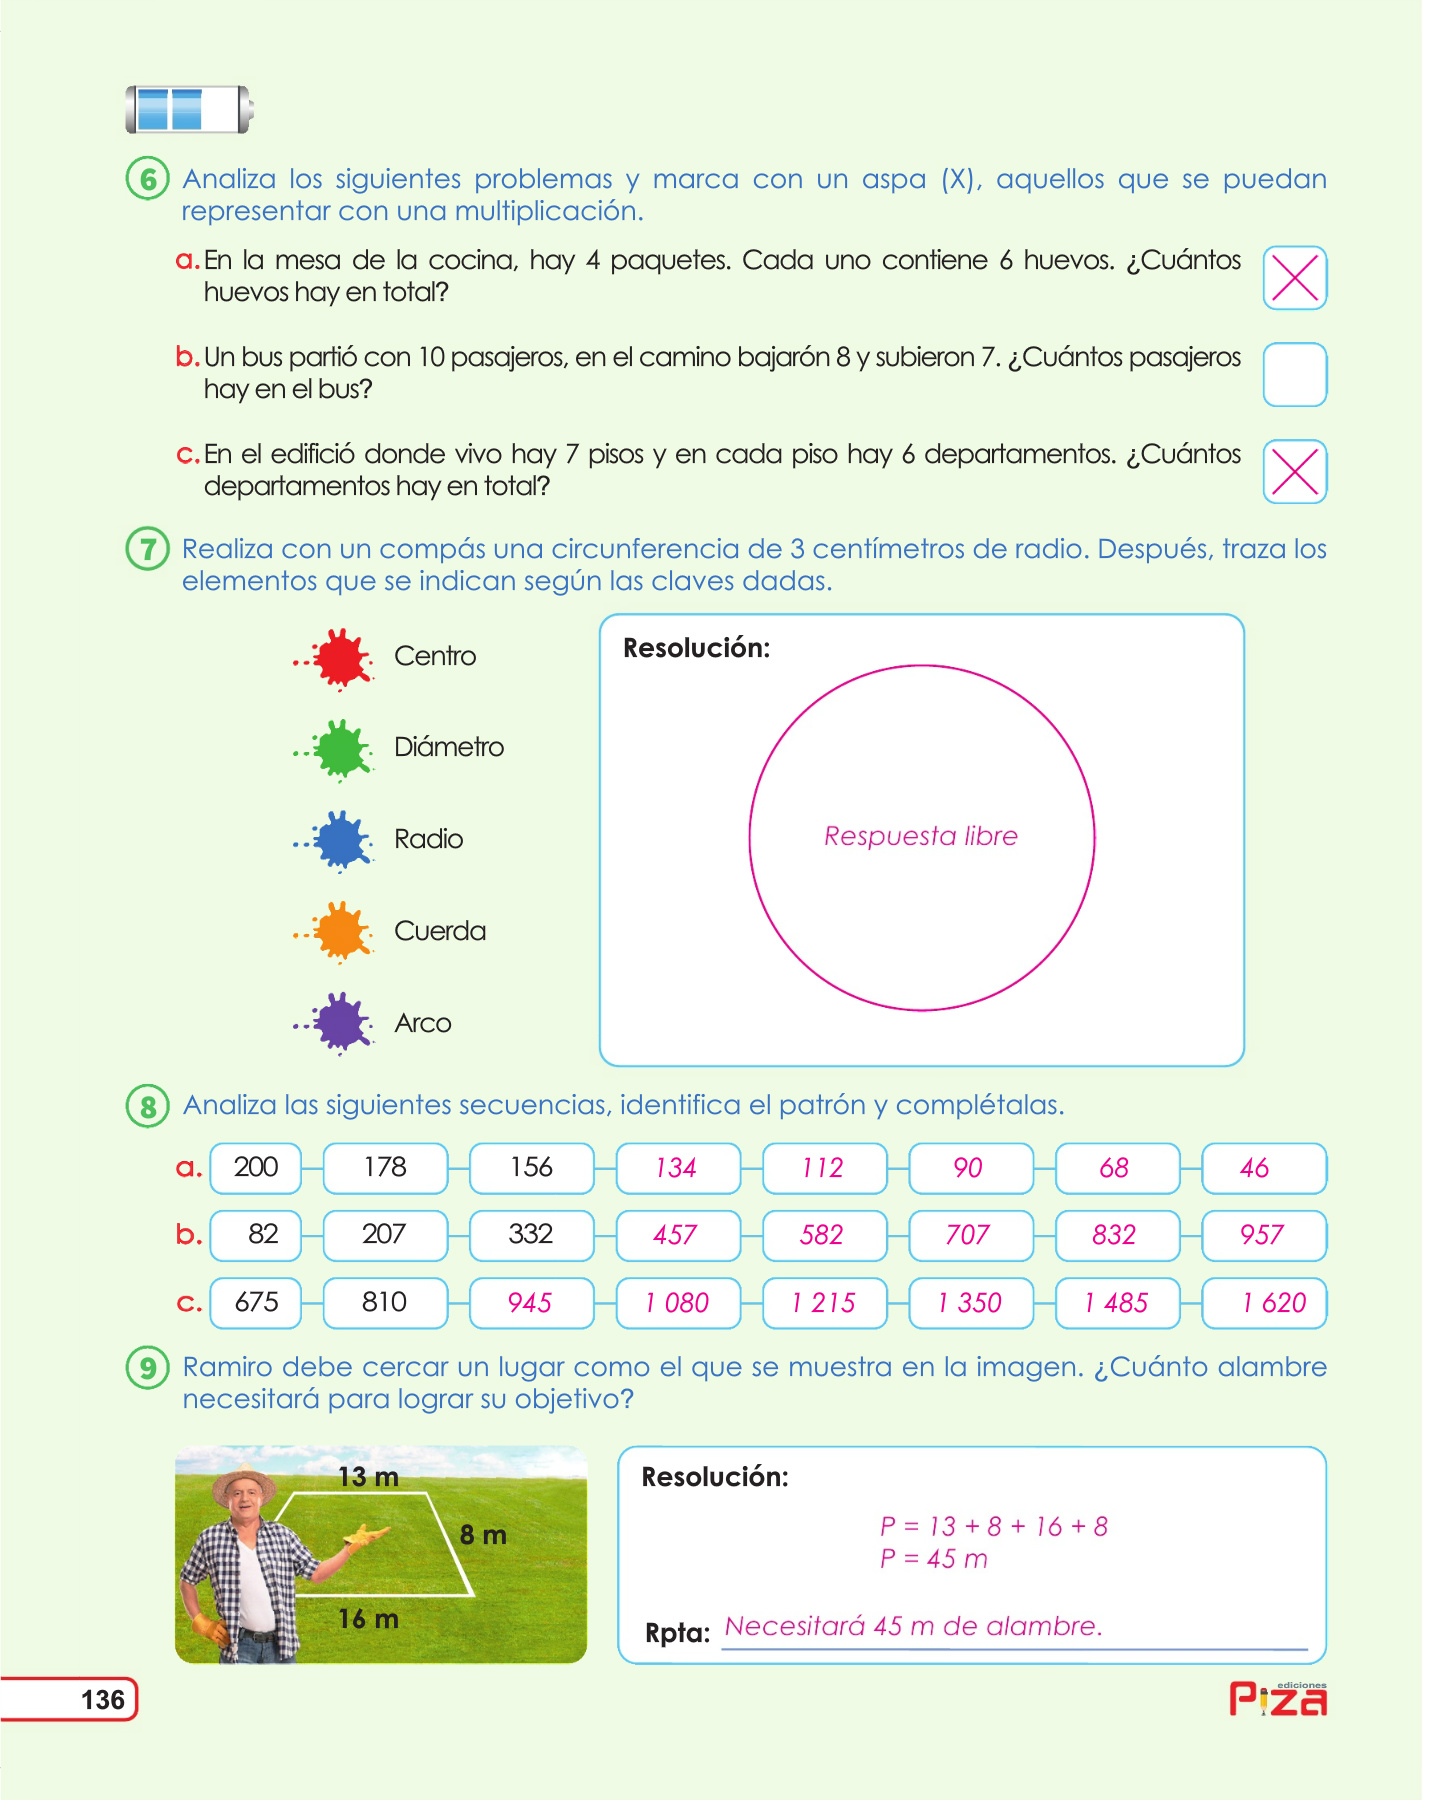 6 Analiza los siguientes problemas y marca con un aspa (X), aquellos que se puedan
representar con una multiplicación.
a. En la mesa de la cocina, hay 4 paquetes. Cada uno contiene 6 huevos. ¿Cuántos
huevos hay en total?
b. Un bus partió con 10 pasajeros, en el camino bajarón 8 y subieron 7. ¿Cuántos pasajeros
hay en el bus?
c. En el edifició donde vivo hay 7 pisos y en cada piso hay 6 departamentos. ¿Cuántos
departamentos hay en total?
7 Realiza con un compás una circunferencia de 3 centímetros de radio. Después, traza los
elementos que se indican según las claves dadas.
Centro
Diámetro
Radio
Cuerda
Arco
Resolución:
Respuesta libre
8 Analiza las siguientes secuencias, identifica el patrón y complétalas.
a. 200 178 156 134 112 90 68 46
b. 82 207 332 457 582 707 832 957
c. 675 810 945 1 080 1 215 1 350 1 485 1 620
9 Ramiro debe cercar un lugar como el que se muestra en la imagen. ¿Cuánto alambre
necesitará para lograr su objetivo?
13 m
8 m
16 m
Resolución:
P = 13 + 8 + 16 + 8
P = 45 m
Rpta: Necesitará 45 m de alambre.
136
ediciones
Piza